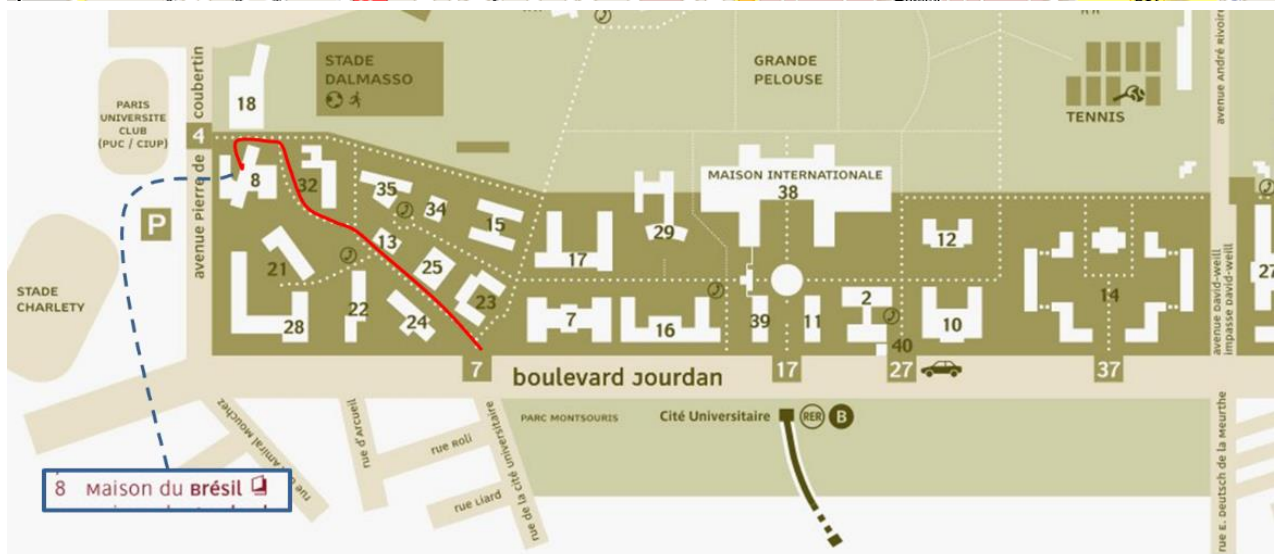 STADE
DALMASSO
GRANDE
PELOUSE
TENNIS
avenue André Rivoire
PARIS
UNIVERSITE
CLUB
(PUC / CIUP)
avenue Pierre de coubertin
4
18
8
32
35
34
15
13
25
23
21
22
24
28
17
29
7
16
MAISON INTERNATIONALE
38
39
11
2
12
10
40
14
27
avenue David-weill
impasse David-weill
P
STADE
CHARLETY
7
17
27
37
boulevard Jourdan
PARC MONTSOURIS
Cité Universitaire
RER
B
rue de l'Amiral Mouchez
rue d'Arcueil
rue Roli
rue Liard
rue de la cité universitaire
rue E. Deutsch de la Meurthe
8 Maison du Brésil